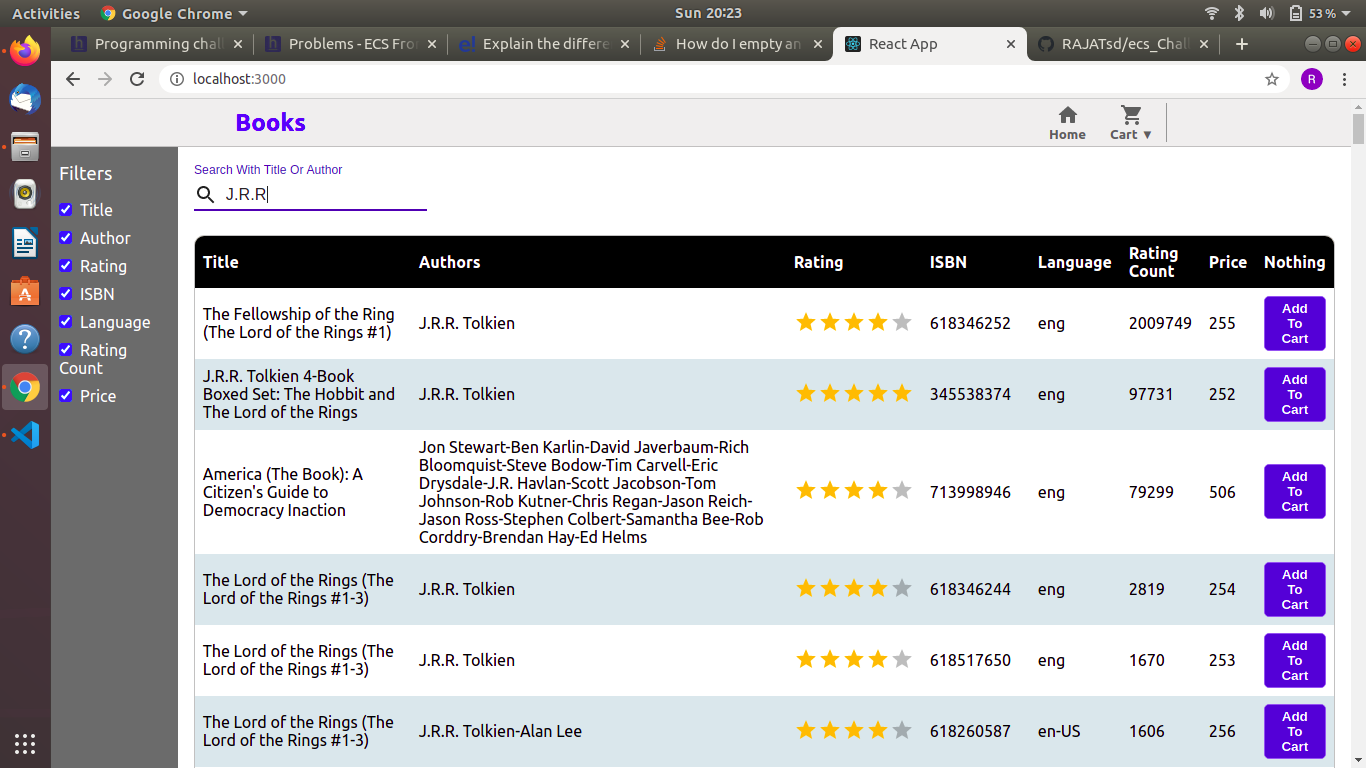 Activities
Google Chrome
Sun 20:23
53 %
Programming chal
Problems - ECS Fro
Explain the differe
How do I empty an
React App
RAJATsd/ecs_Chal
localhost:3000
R
Books
Home
Cart ▼
Filters
Title
Author
Rating
ISBN
Language
Rating
Count
Price
Search With Title Or Author
J.R.R
Title Authors Rating ISBN Language Rating Count Price Nothing
The Fellowship of the Ring
(The Lord of the Rings #1)
J.R.R. Tolkien
618346252
eng
2009749
255
Add
To
Cart
J.R.R. Tolkien 4-Book
Boxed Set: The Hobbit and
The Lord of the Rings
J.R.R. Tolkien
345538374
eng
97731
252
Add
To
Cart
America (The Book): A
Citizen's Guide to
Democracy Inaction
Jon Stewart-Ben Karlin-David Javerbaum-Rich
Bloomquist-Steve Bodow-Tim Carvell-Eric
Drysdale-J.R. Havlan-Scott Jacobson-Tom
Johnson-Rob Kutner-Chris Regan-Jason Reich-
Jason Ross-Stephen Colbert-Samantha Bee-Rob
Corddry-Brendan Hay-Ed Helms
713998946
eng
79299
506
Add
To
Cart
The Lord of the Rings (The
Lord of the Rings #1-3)
J.R.R. Tolkien
618346244
eng
2819
254
Add
To
Cart
The Lord of the Rings (The
Lord of the Rings #1-3)
J.R.R. Tolkien
618517650
eng
1670
253
Add
To
Cart
The Lord of the Rings (The
Lord of the Rings #1-3)
J.R.R. Tolkien-Alan Lee
618260587
en-US
1606
256
Add
To
Cart